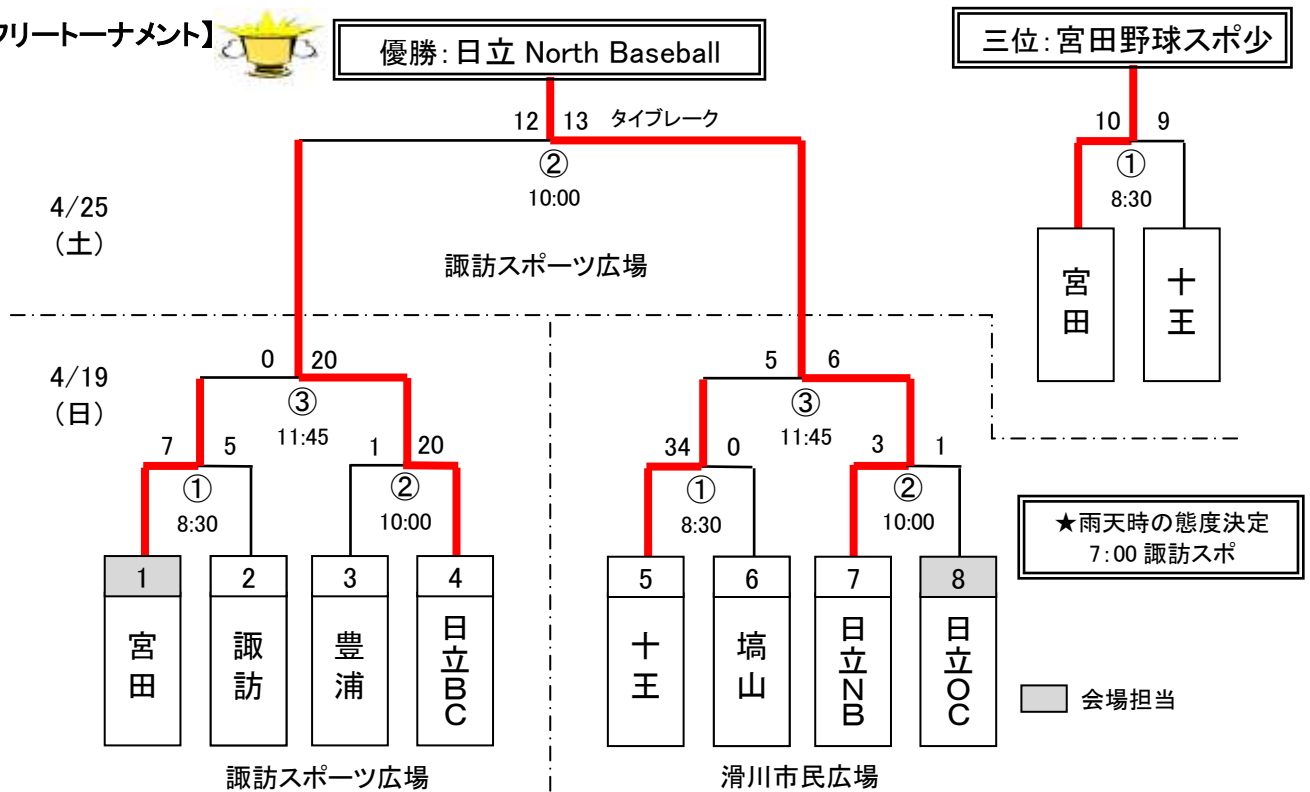 フリートーナメント】
優勝：日立 North Baseball
三位：宮田野球スポ少
12 13 タイブレーク
②
10:00
10 9
①
8:30
宮田
十王
4/25
（土）
諏訪スポーツ広場
4/19
（日）
0 20
③
11:45
5 6
③
11:45
7 5
①
8:30
1 20
②
10:00
34 0
①
8:30
3 1
②
10:00
★雨天時の態度決定
7:00 諏訪スポ
1 2 3 4 5 6 7 8
宮田
諏訪
豊浦
日立BC
十王
塙山
日立NB
日立OC
会場担当
諏訪スポーツ広場
滑川市民広場